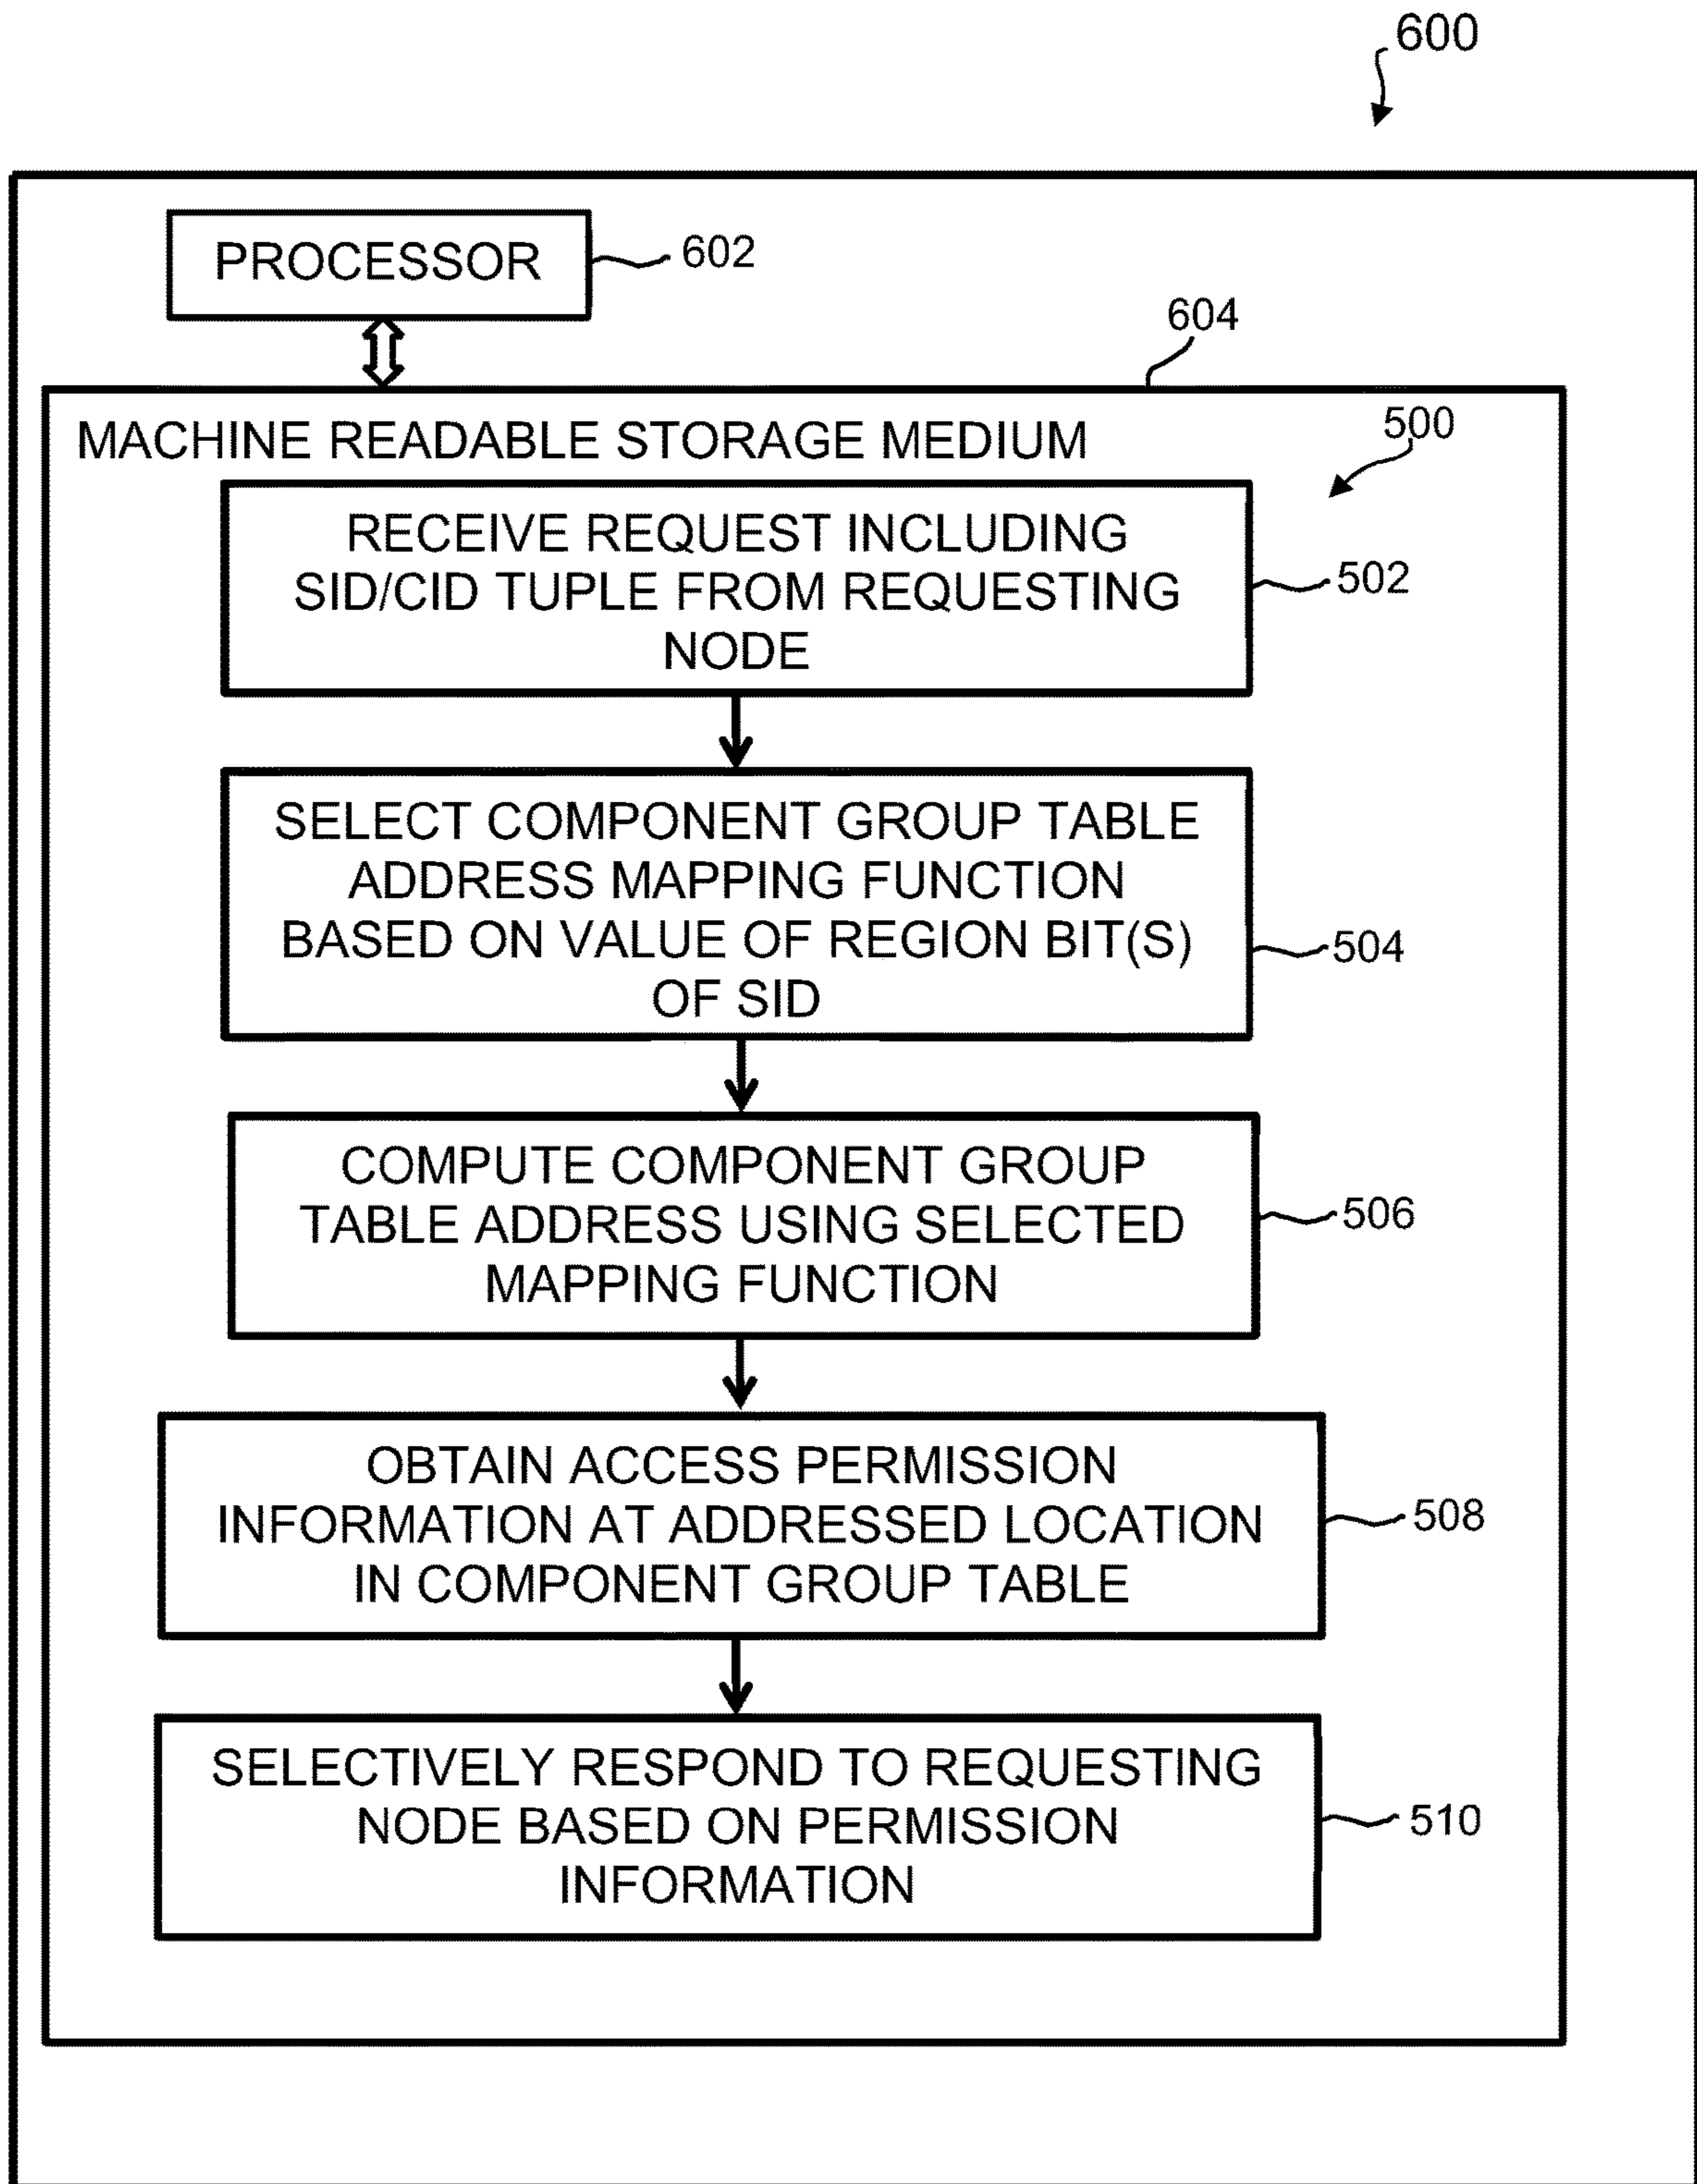 600
PROCESSOR
602
604
MACHINE READABLE STORAGE MEDIUM
500
RECEIVE REQUEST INCLUDING
SID/CID TUPLE FROM REQUESTING
NODE
502
SELECT COMPONENT GROUP TABLE
ADDRESS MAPPING FUNCTION
BASED ON VALUE OF REGION BIT(S)
OF SID
504
COMPUTE COMPONENT GROUP
TABLE ADDRESS USING SELECTED
MAPPING FUNCTION
506
OBTAIN ACCESS PERMISSION
INFORMATION AT ADDRESSED LOCATION
IN COMPONENT GROUP TABLE
508
SELECTIVELY RESPOND TO REQUESTING
NODE BASED ON PERMISSION
INFORMATION
510